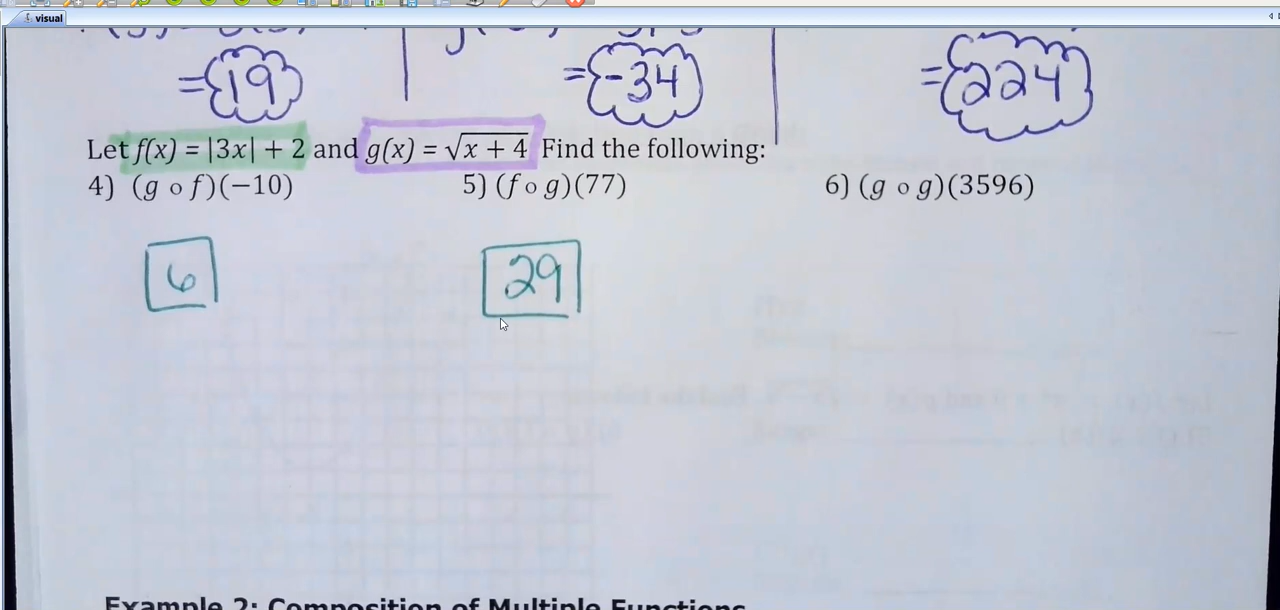 visual
= 19 = -34 = 224
Let f(x) = |3x| + 2 and g(x) = √x + 4 Find the following:
4) (g ∘ f)(−10) 5) (f ∘ g)(77) 6) (g ∘ g)(3596)
6 29
Example 2: Composition of Multiple Functions